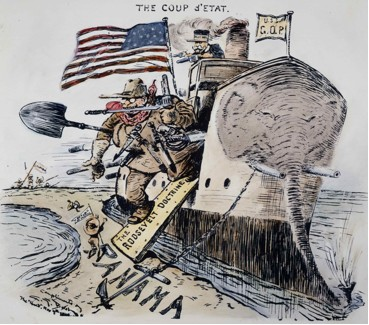 THE COUP d'ETAT.
U.S.S.
G.O.P.
THE
ROOSEVELT DOCTRINE
PANAMA